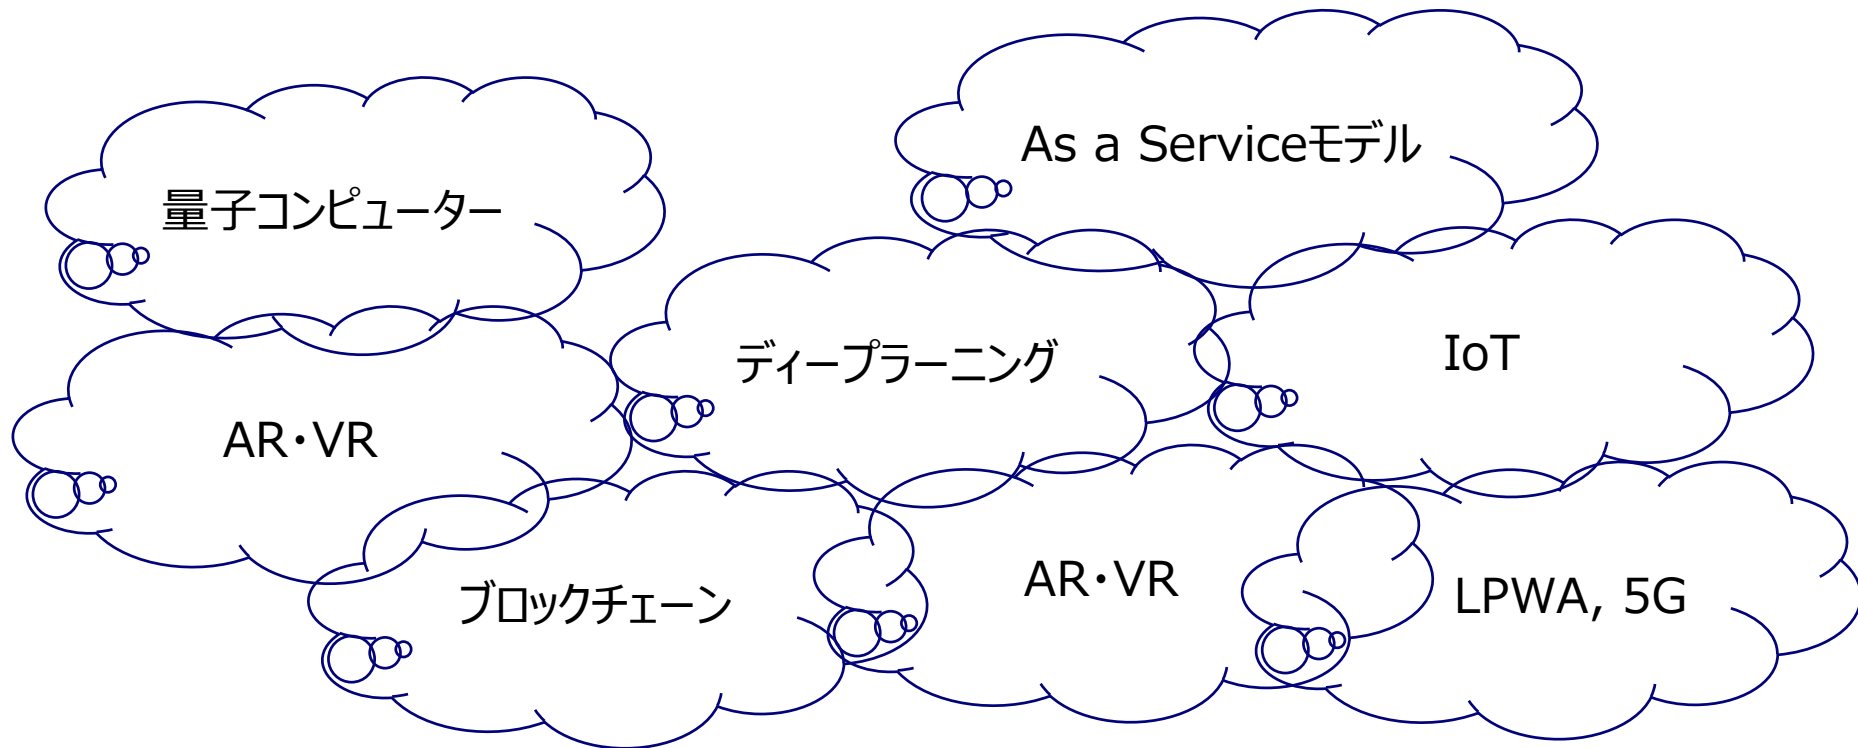 As a Serviceモデル
量子コンピューター
ディープラーニング
IoT
AR・VR
ブロックチェーン
AR・VR
LPWA, 5G